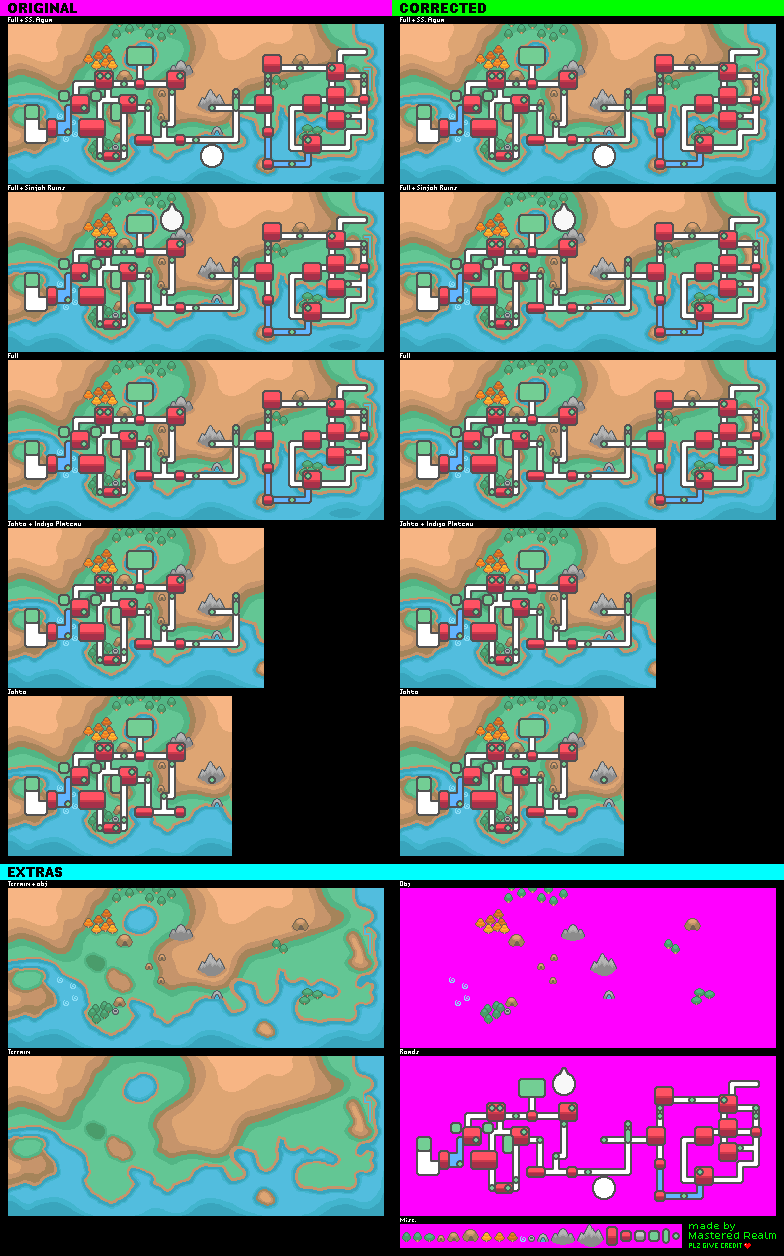 ORIGINAL
CORRECTED
Full + SS. Aqua
Full + SS. Aqua
Full + Sinjoh Ruins
Full + Sinjoh Ruins
Full
Full
Johto + Indigo Plateau
Johto + Indigo Plateau
Johto
Johto
EXTRAS
Terrain + obj
Obj
Terrain
Roads
Misc.
made by
Mastered Realm
PLZ GIVE CREDIT